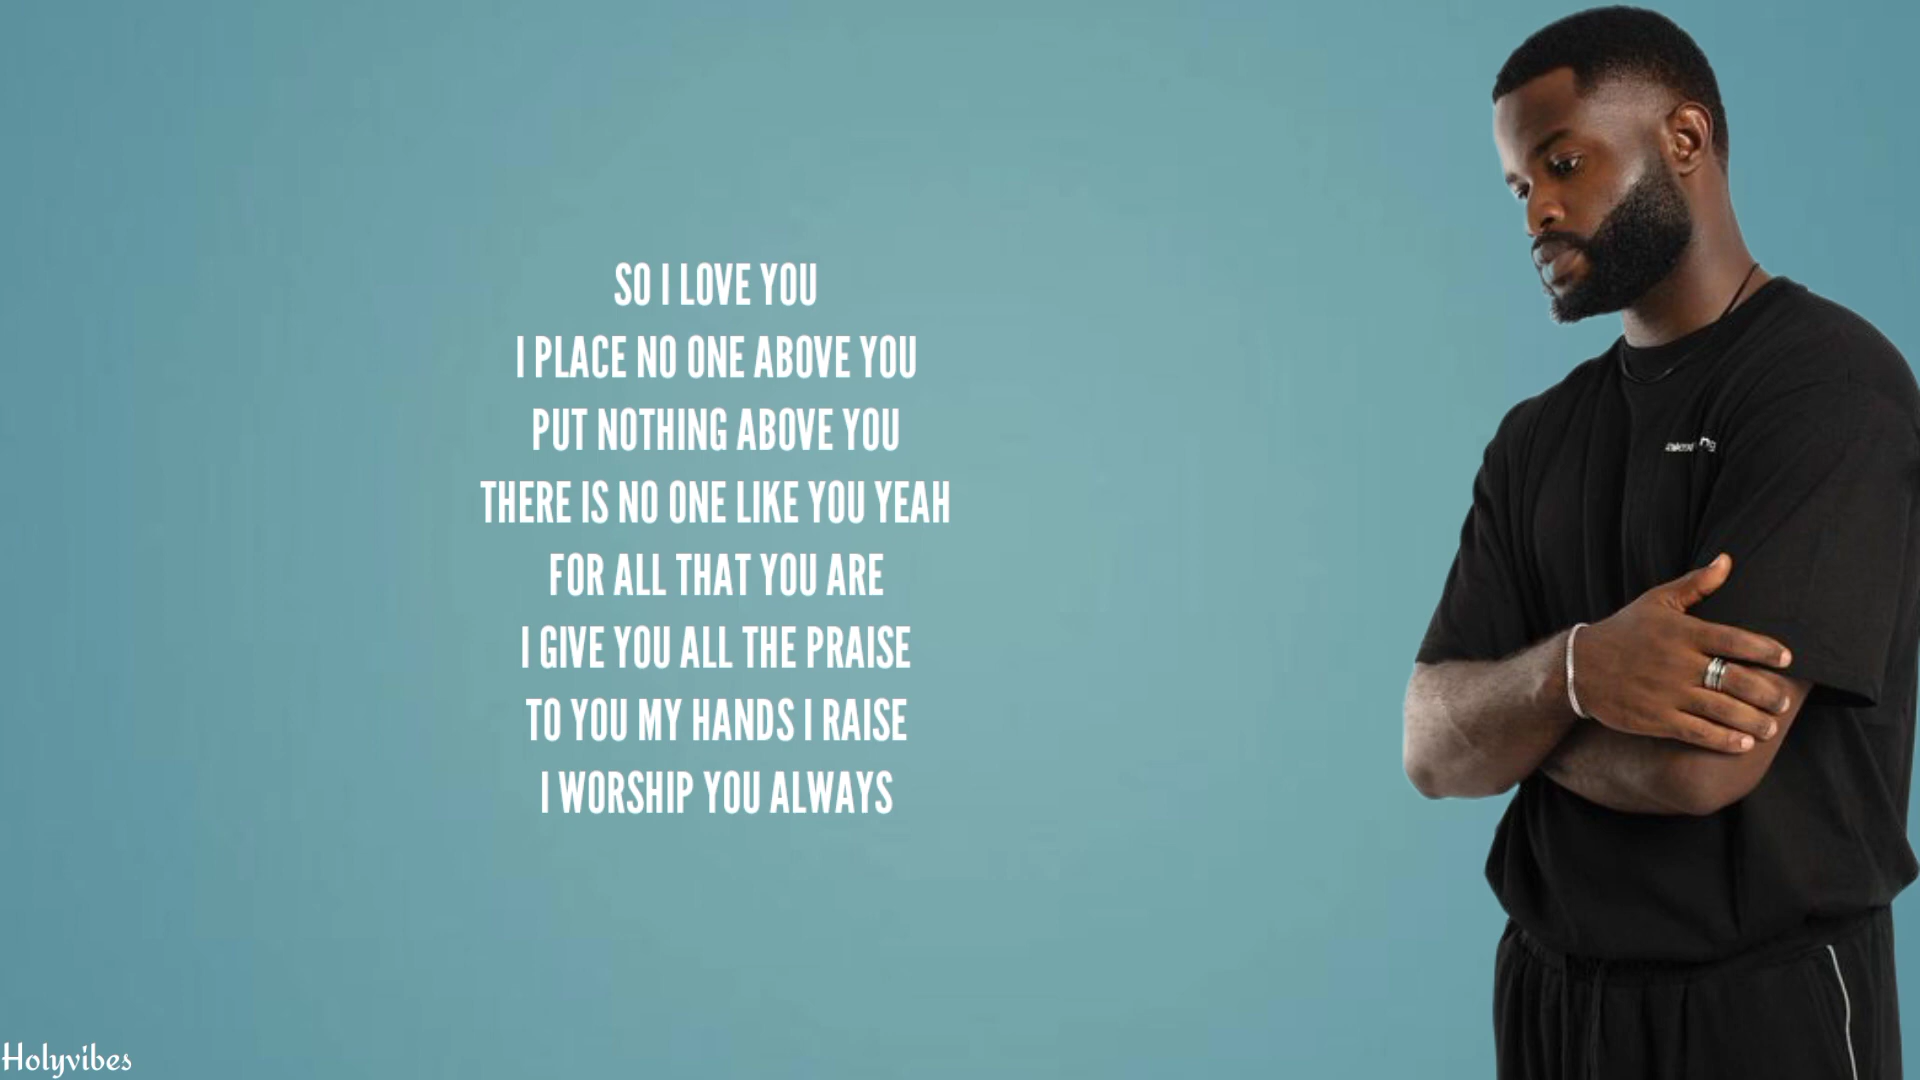 SO I LOVE YOU
I PLACE NO ONE ABOVE YOU
PUT NOTHING ABOVE YOU
THERE IS NO ONE LIKE YOU YEAH
FOR ALL THAT YOU ARE
I GIVE YOU ALL THE PRAISE
TO YOU MY HANDS I RAISE
I WORSHIP YOU ALWAYS
Holyvibes